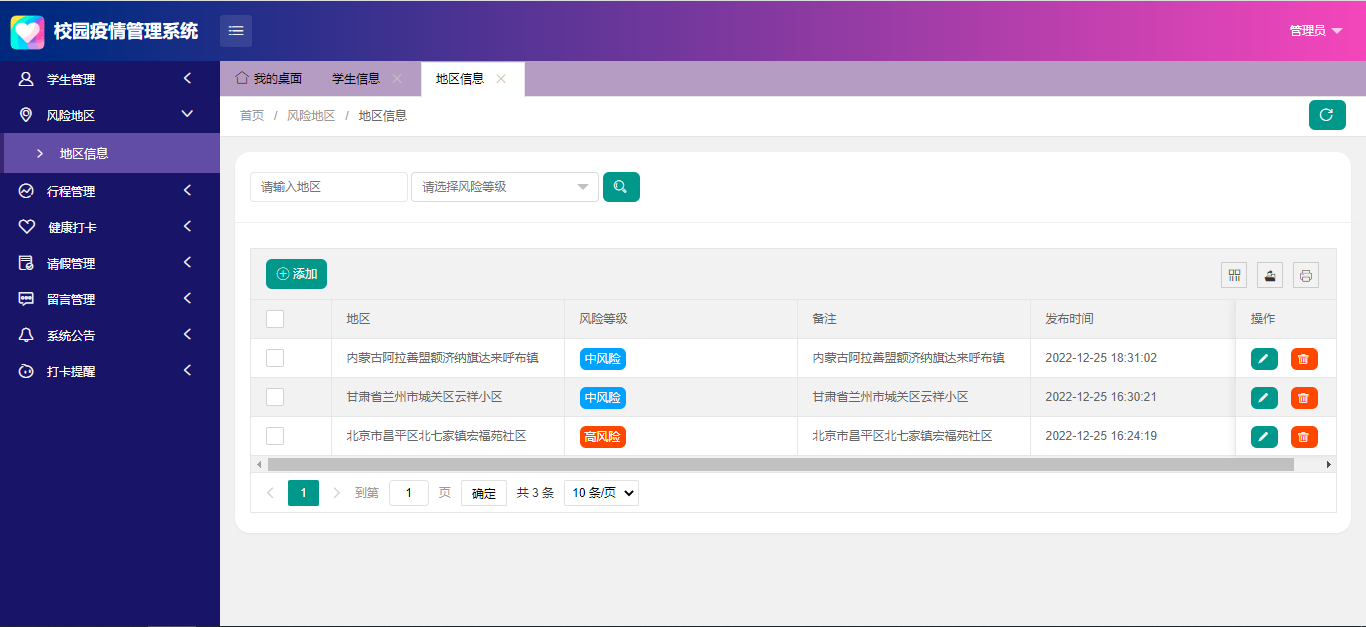 校园疫情管理系统
管理员
学生管理
风险地区
地区信息
行程管理
健康打卡
请假管理
留言管理
系统公告
打卡提醒
我的桌面 学生信息 地区信息
首页 / 风险地区 / 地区信息
请输入地区 请选择风险等级
添加
地区 风险等级 备注 发布时间 操作
内蒙古阿拉善盟额济纳旗达来呼布镇 中风险 内蒙古阿拉善盟额济纳旗达来呼布镇 2022-12-25 18:31:02
甘肃省兰州市城关区云祥小区 中风险 甘肃省兰州市城关区云祥小区 2022-12-25 16:30:21
北京市昌平区北七家镇宏福苑社区 高风险 北京市昌平区北七家镇宏福苑社区 2022-12-25 16:24:19
1 到第 1 页 确定 共 3 条 10 条/页